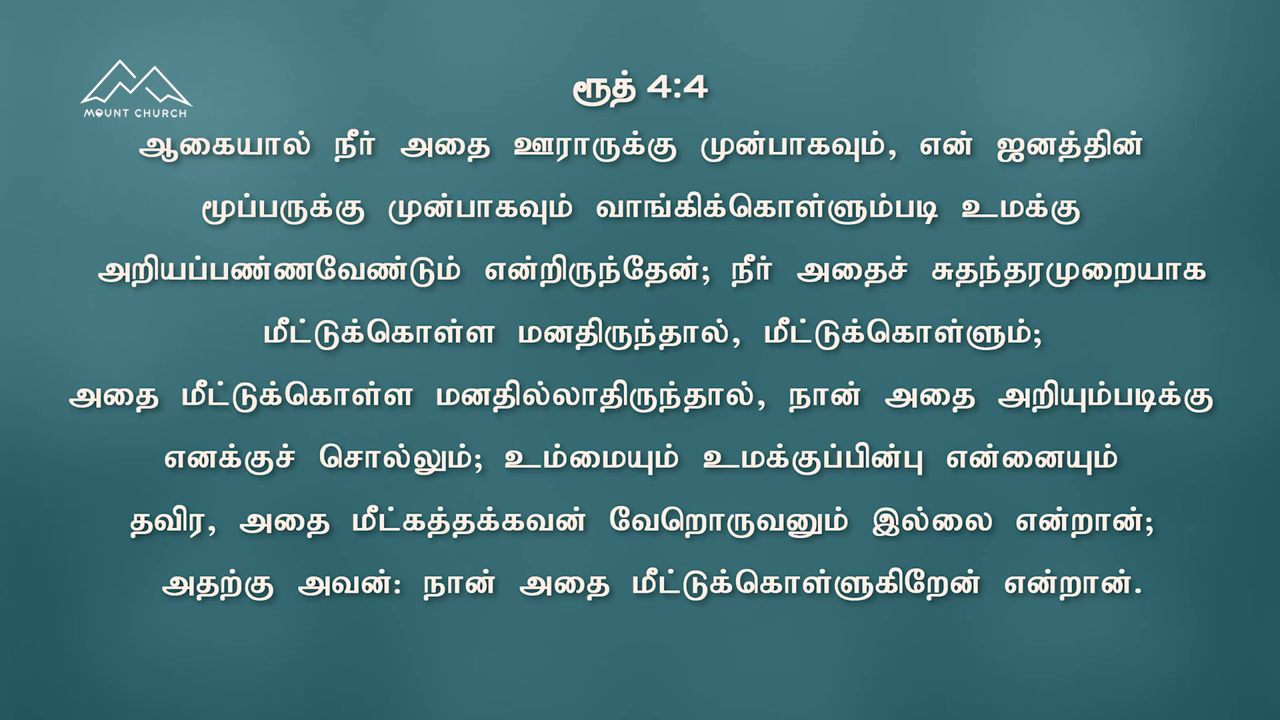 MOUNT CHURCH
ரூத் 4:4
ஆகையால் நீர் அதை ஊராருக்கு முன்பாகவும், என் ஜனத்தின்
மூப்பருக்கு முன்பாகவும் வாங்கிக்கொள்ளும்படி உமக்கு
அறியப்பண்ணவேண்டும் என்றிருந்தேன்; நீர் அதைச் சுதந்தரமுறையாக
மீட்டுக்கொள்ள மனதிருந்தால், மீட்டுக்கொள்ளும்;
அதை மீட்டுக்கொள்ள மனதில்லாதிருந்தால், நான் அதை அறியும்படிக்கு
எனக்குச் சொல்லும்; உம்மையும் உமக்குப்பின்பு என்னையும்
தவிர, அதை மீட்கத்தக்கவன் வேறொருவனும் இல்லை என்றான்;
அதற்கு அவன்: நான் அதை மீட்டுக்கொள்ளுகிறேன் என்றான்.